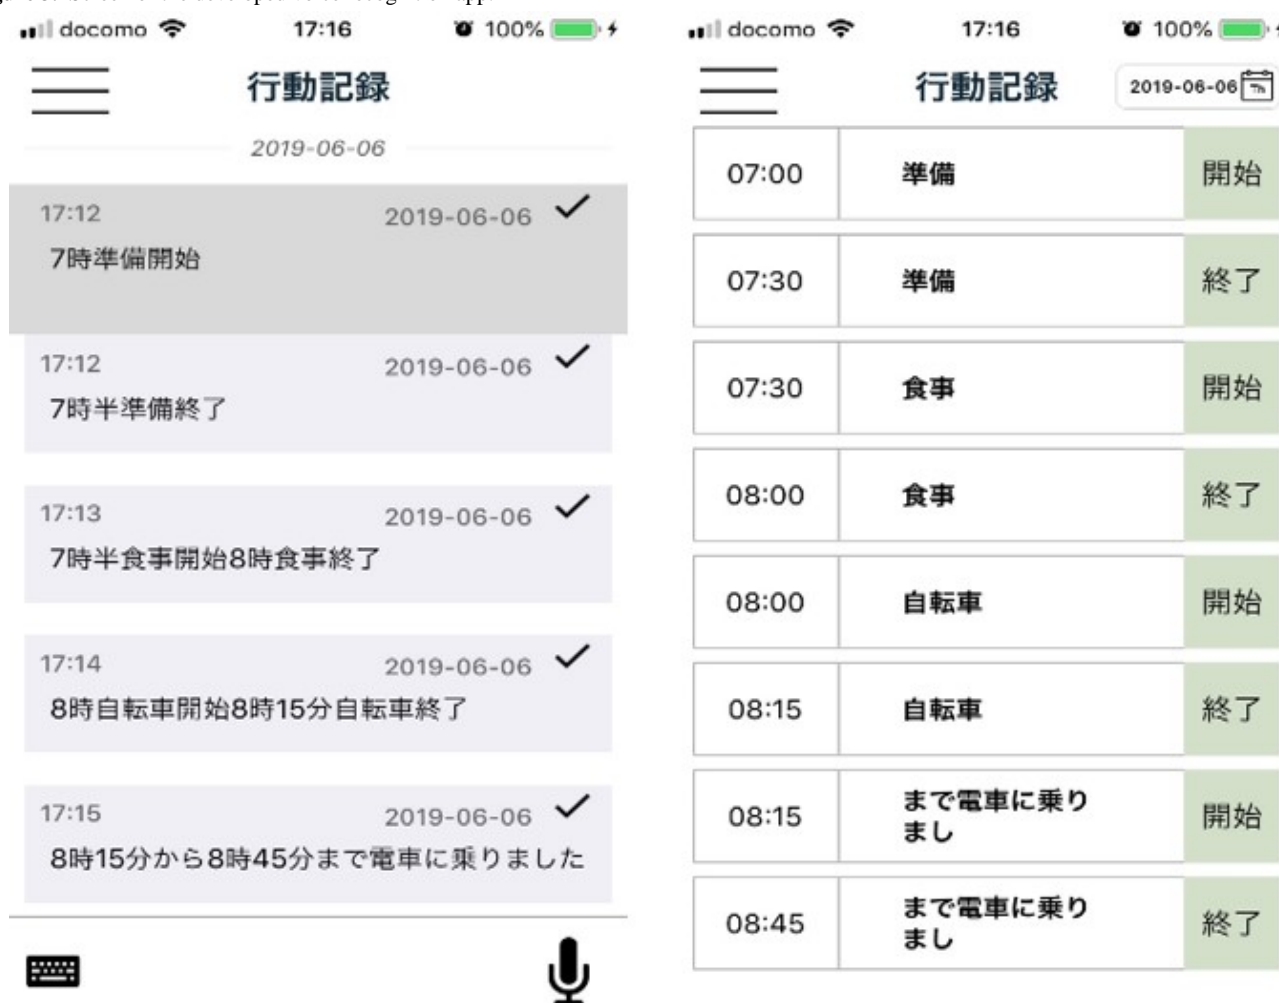 docomo 17:16 100%
行動記録
2019-06-06
17:12 2019-06-06
7時準備開始
17:12 2019-06-06
7時半準備終了
17:13 2019-06-06
7時半食事開始8時食事終了
17:14 2019-06-06
8時自転車開始8時15分自転車終了
17:15 2019-06-06
8時15分から8時45分まで電車に乗りました
docomo 17:16 100%
行動記録 2019-06-06
07:00 準備 開始
07:30 準備 終了
07:30 食事 開始
08:00 食事 終了
08:00 自転車 開始
08:15 自転車 終了
08:15 まで電車に乗り 開始
まし
08:45 まで電車に乗り 終了
まし